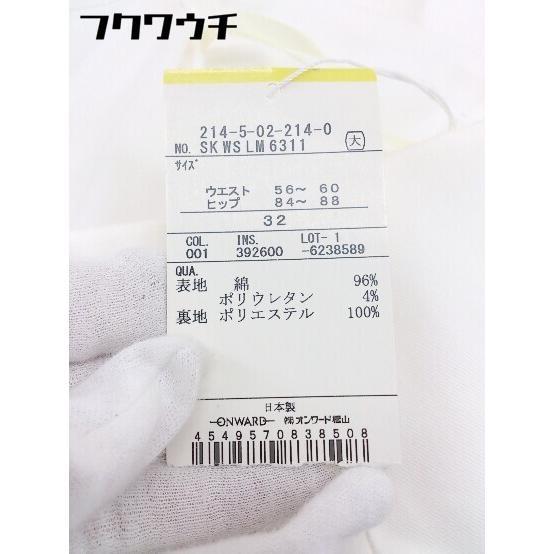 フクワウチ
214-5-02-214-0
NO. SKWSLM6311 大
サイズ
ウエスト 56～ 60
ヒップ 84～ 88
32
COL. INS. LOT- 1
001 392600 -6238589
QUA.
表地 綿 96%
ポリウレタン 4%
裏地 ポリエステル 100%
日本製
ONWARD ㈱オンワード樫山
4549570838508